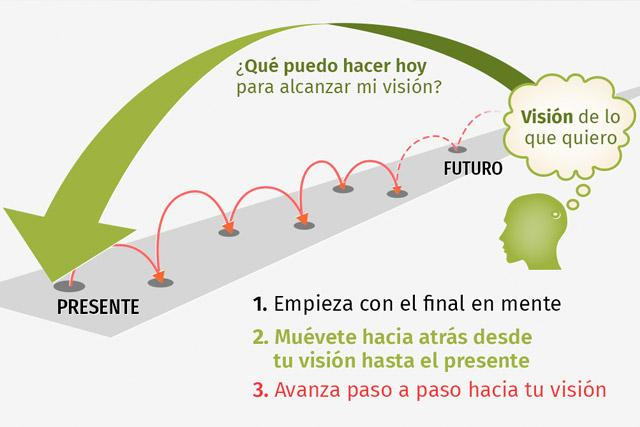 ¿Qué puedo hacer hoy
para alcanzar mi visión?
Visión de lo
que quiero
FUTURO
PRESENTE
1. Empieza con el final en mente
2. Muévete hacia atrás desde
tu visión hasta el presente
3. Avanza paso a paso hacia tu visión